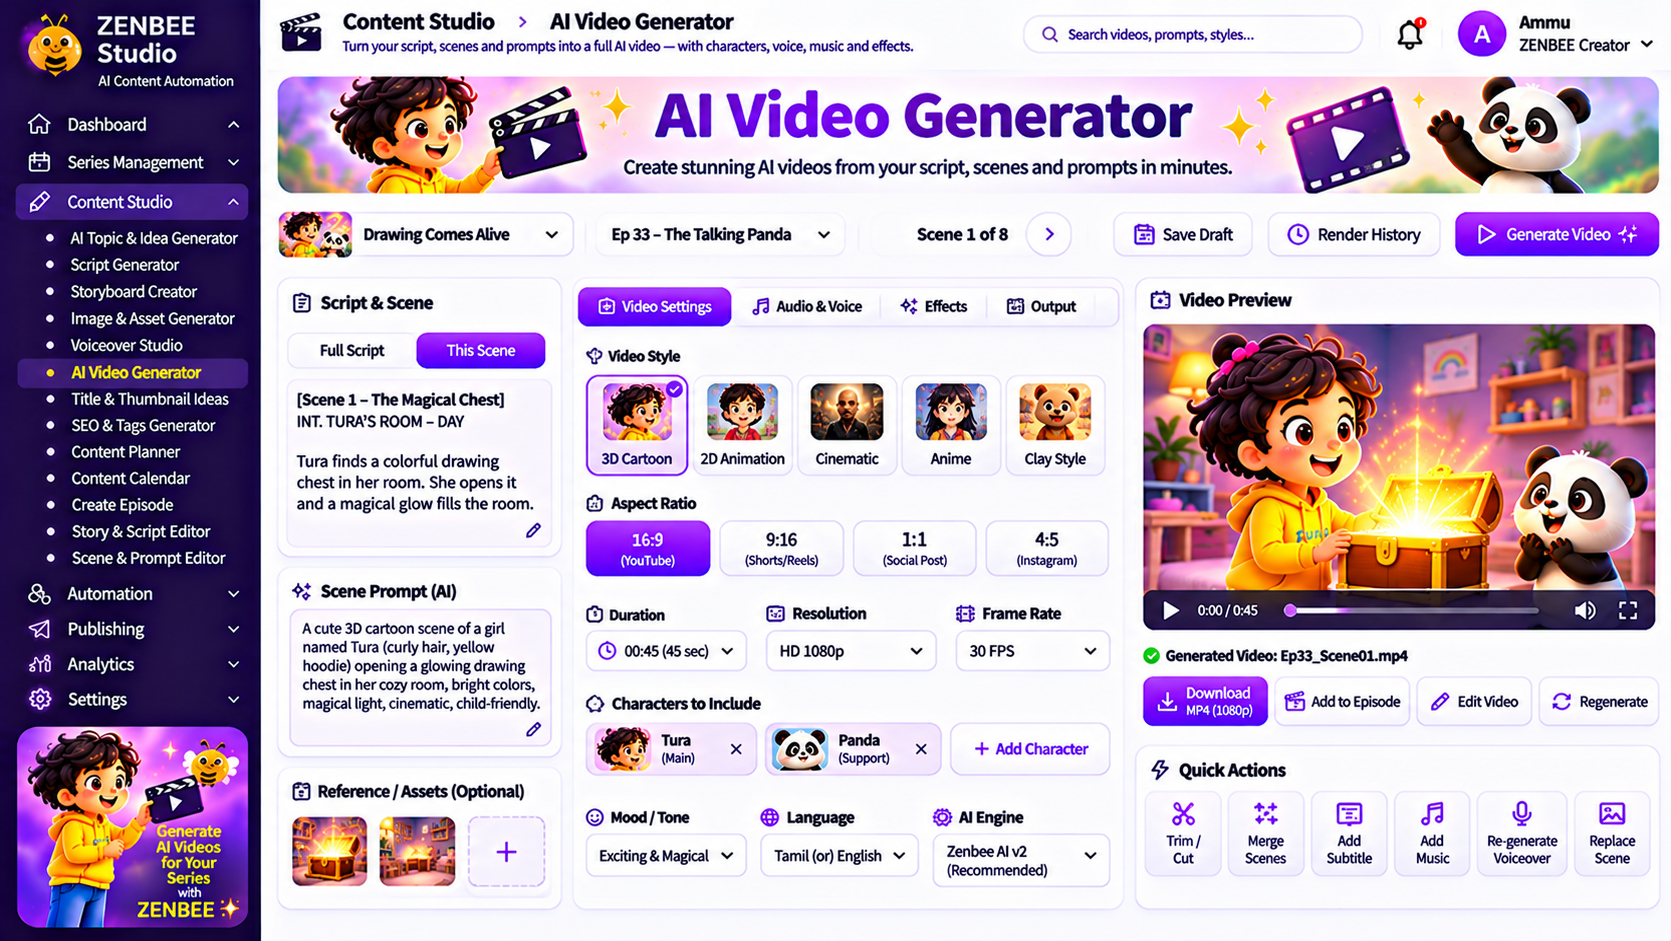 ZENBEE
Studio
AI Content Automation
Dashboard
Series Management
Content Studio
AI Topic & Idea Generator
Script Generator
Storyboard Creator
Image & Asset Generator
Voiceover Studio
AI Video Generator
Title & Thumbnail Ideas
SEO & Tags Generator
Content Planner
Content Calendar
Create Episode
Story & Script Editor
Scene & Prompt Editor
Automation
Publishing
Analytics
Settings
Generate
AI Videos
for Your
Series
with
ZENBEE
Content Studio > AI Video Generator
Turn your script, scenes and prompts into a full AI video — with characters, voice, music and effects.
Search videos, prompts, styles...
A
Ammu
ZENBEE Creator
AI Video Generator
Create stunning AI videos from your script, scenes and prompts in minutes.
Drawing Comes Alive
Ep 33 – The Talking Panda
Scene 1 of 8
Save Draft
Render History
Generate Video
Script & Scene
Full Script
This Scene
[Scene 1 – The Magical Chest]
INT. TURA'S ROOM – DAY
Tura finds a colorful drawing
chest in her room. She opens it
and a magical glow fills the room.
Scene Prompt (AI)
A cute 3D cartoon scene of a girl
named Tura (curly hair, yellow
hoodie) opening a glowing drawing
chest in her cozy room, bright colors,
magical light, cinematic, child-friendly.
Reference / Assets (Optional)
Video Settings
Audio & Voice
Effects
Output
Video Style
3D Cartoon
2D Animation
Cinematic
Anime
Clay Style
Aspect Ratio
16:9
(YouTube)
9:16
(Shorts/Reels)
1:1
(Social Post)
4:5
(Instagram)
Duration
Resolution
Frame Rate
00:45 (45 sec)
HD 1080p
30 FPS
Characters to Include
Tura
(Main)
Panda
(Support)
+ Add Character
Mood / Tone
Language
AI Engine
Exciting & Magical
Tamil (or) English
Zenbee AI v2
(Recommended)
Video Preview
0:00 / 0:45
Generated Video: Ep33_Scene01.mp4
Download
MP4 (1080p)
Add to Episode
Edit Video
Regenerate
Quick Actions
Trim /
Cut
Merge
Scenes
Add
Subtitle
Add
Music
Re-generate
Voiceover
Replace
Scene